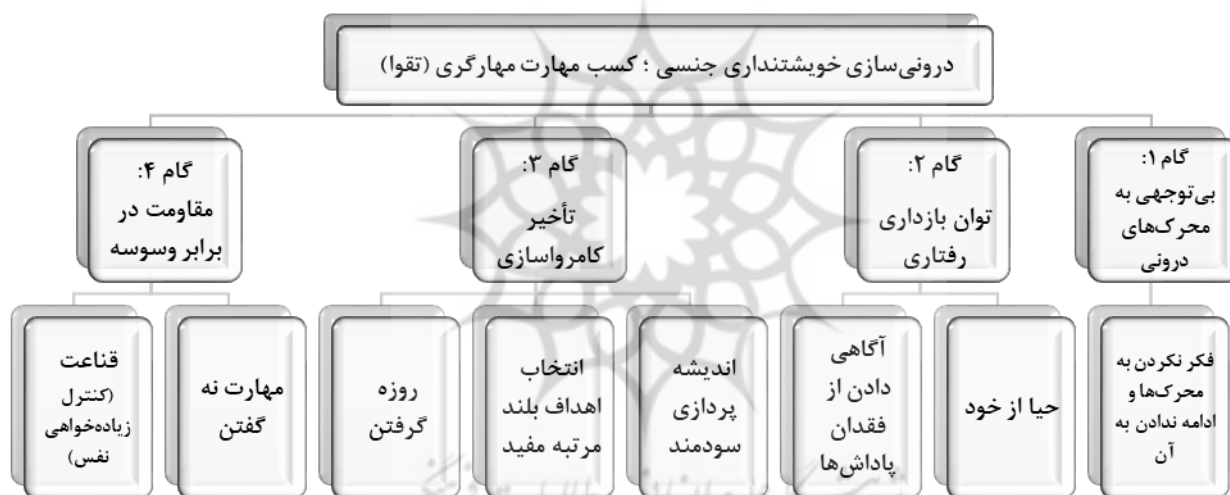 درونی‌سازی خویشتنداری جنسی ؛ کسب مهارت مهارگری (تقوا)
گام ۱:
بی‌توجهی به
محرک‌های
درونی
گام ۲:
توان بازداری
رفتاری
گام ۳:
تأخیر
کامرواسازی
گام ۴:
مقاومت در
برابر وسوسه
فکر نکردن به
محرک‌ها و
ادامه ندادن به
آن
حیا از خود
آگاهی
دادن از
فقدان
پاداش‌ها
اندیشه
پردازی
سودمند
انتخاب
اهداف بلند
مرتبه مفید
روزه
گرفتن
مهارت نه
گفتن
قناعت
(کنترل
زیاده‌خواهی
نفس)